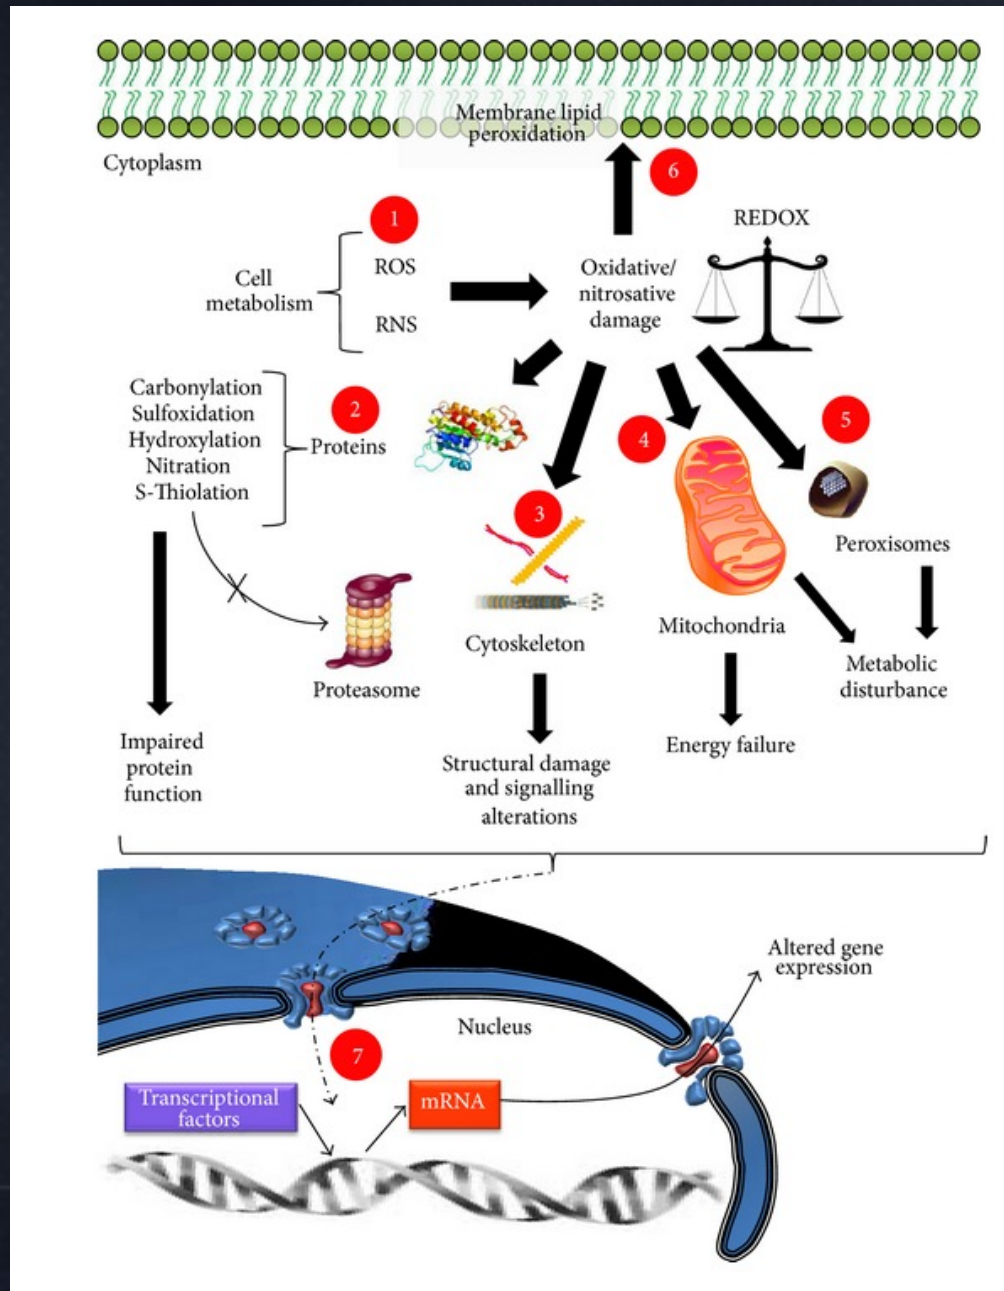 Membrane lipid
peroxidation
Cytoplasm
6
1
REDOX
ROS
Cell
metabolism
RNS
Oxidative/
nitrosative
damage
Carbonylation
Sulfoxidation
Hydroxylation
Nitration
S-Thiolation
2
Proteins
4
5
3
Peroxisomes
Cytoskeleton
Mitochondria
Proteasome
Metabolic
disturbance
Impaired
protein
function
Structural damage
and signalling
alterations
Energy failure
Altered gene
expression
Nucleus
7
Transcriptional
factors
mRNA